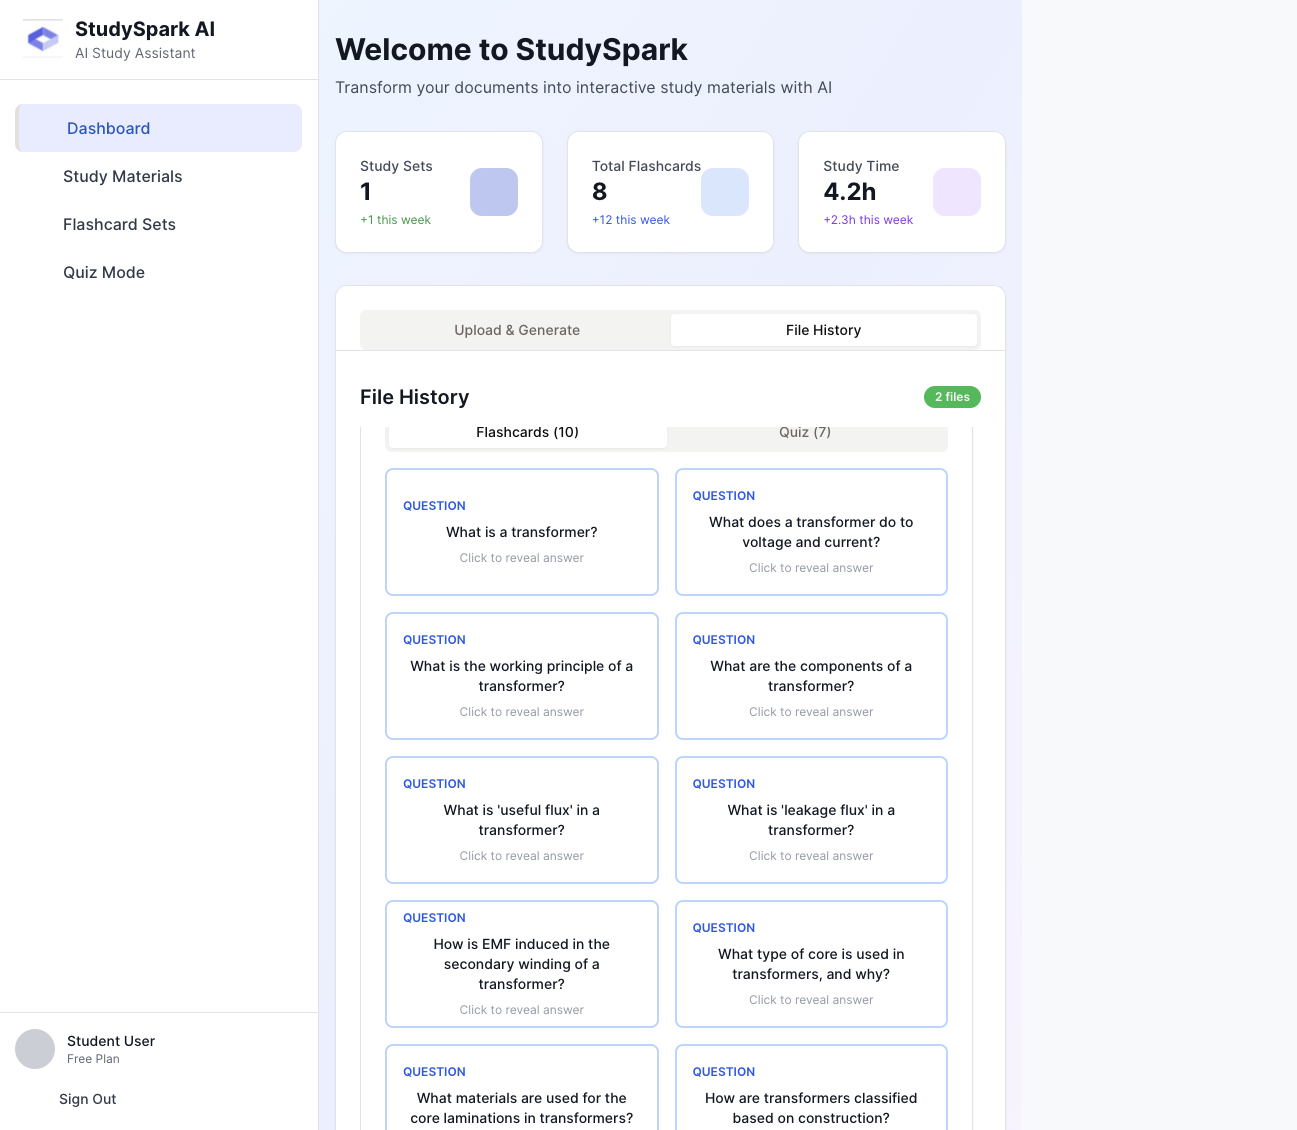 StudySpark AI
AI Study Assistant
Dashboard
Study Materials
Flashcard Sets
Quiz Mode
Student User
Free Plan
Sign Out
Welcome to StudySpark
Transform your documents into interactive study materials with AI
Study Sets
1
+1 this week
Total Flashcards
8
+12 this week
Study Time
4.2h
+2.3h this week
Upload & Generate
File History
File History
2 files
Flashcards (10)
Quiz (7)
QUESTION
What is a transformer?
Click to reveal answer
QUESTION
What does a transformer do to
voltage and current?
Click to reveal answer
QUESTION
What is the working principle of a
transformer?
Click to reveal answer
QUESTION
What are the components of a
transformer?
Click to reveal answer
QUESTION
What is 'useful flux' in a
transformer?
Click to reveal answer
QUESTION
What is 'leakage flux' in a
transformer?
Click to reveal answer
QUESTION
How is EMF induced in the
secondary winding of a
transformer?
Click to reveal answer
QUESTION
What type of core is used in
transformers, and why?
Click to reveal answer
QUESTION
What materials are used for the
core laminations in transformers?
QUESTION
How are transformers classified
based on construction?